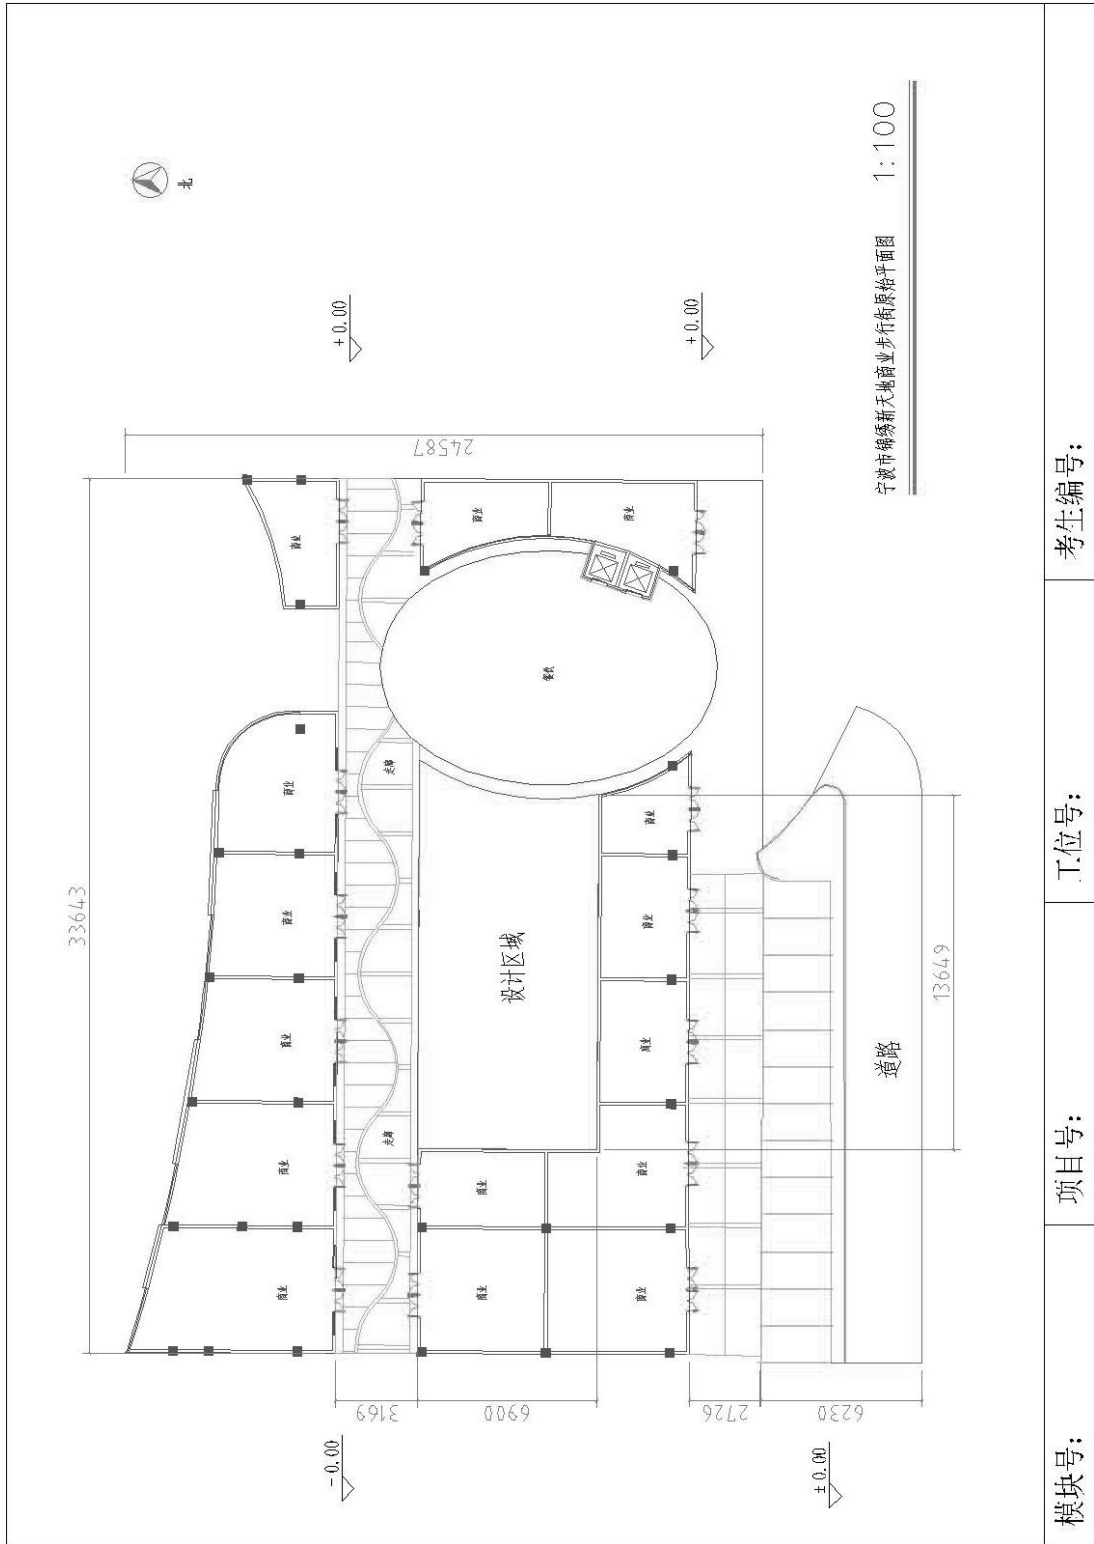 33643
24587
北
+0.00
+0.00
商业
商业
商业
餐饮
商业
走廊
商业
商业
商业
设计区域
商业
商业
商业
走廊
商业
商业
商业
商业
商业
商业
3169
6900
2726
6230
13649
道路
-0.00
±0.00
宁波市锦绣新天地商业步行街原始平面图
1:100
模块号：
项目号：
工位号：
考生编号：